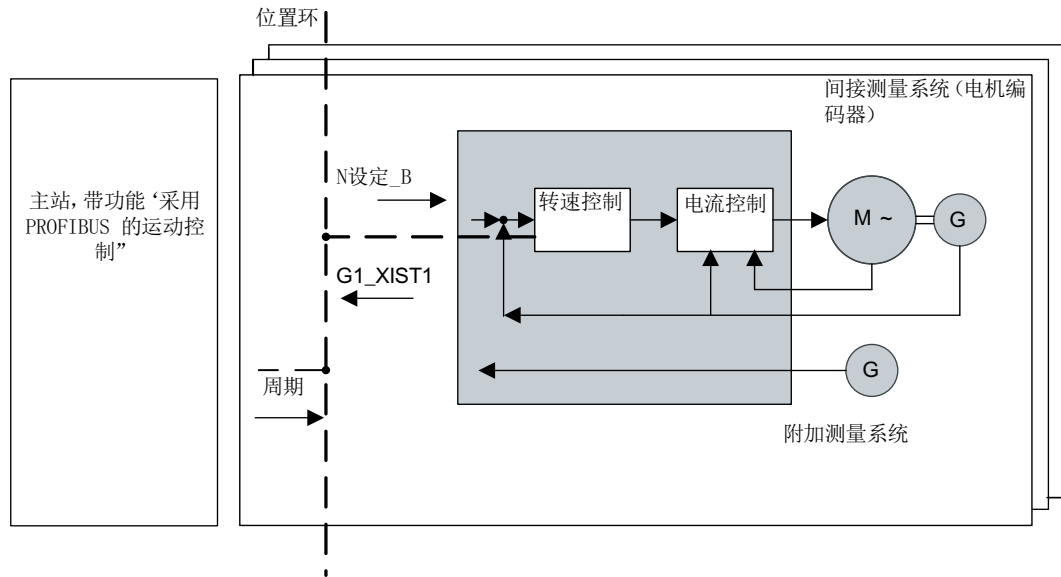 位置环
间接测量系统(电机编
码器)
N设定_B
转速控制
电流控制
M ~
G
主站,带功能‘采用
PROFIBUS 的运动控
制”
G1_XIST1
周期
G
附加测量系统